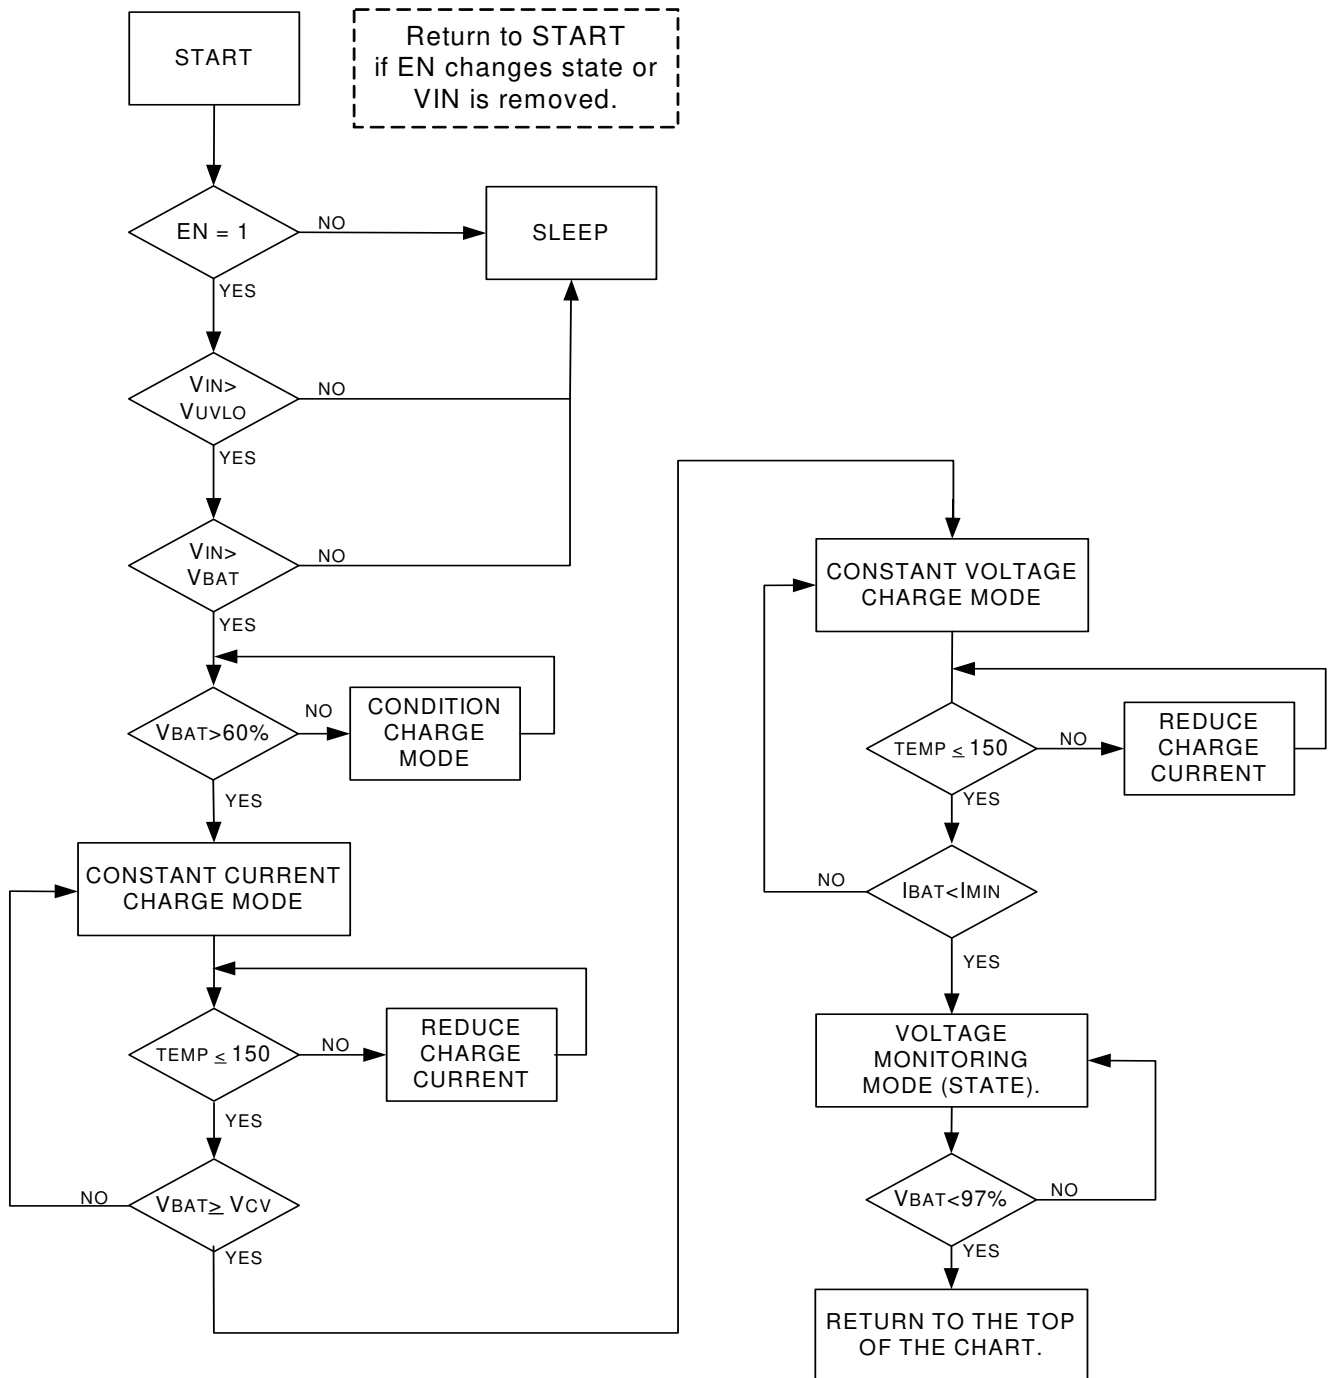 START
Return to START
if EN changes state or
VIN is removed.
EN = 1
NO
SLEEP
YES
VIN>
VUVLO
NO
YES
VIN>
VBAT
NO
YES
VBAT>60%
NO
CONDITION
CHARGE
MODE
YES
CONSTANT CURRENT
CHARGE MODE
TEMP ≤ 150
NO
REDUCE
CHARGE
CURRENT
YES
VBAT≥ VCV
NO
YES
CONSTANT VOLTAGE
CHARGE MODE
TEMP ≤ 150
NO
REDUCE
CHARGE
CURRENT
YES
IBAT<IMIN
NO
YES
VOLTAGE
MONITORING
MODE (STATE).
VBAT<97%
NO
YES
RETURN TO THE TOP
OF THE CHART.